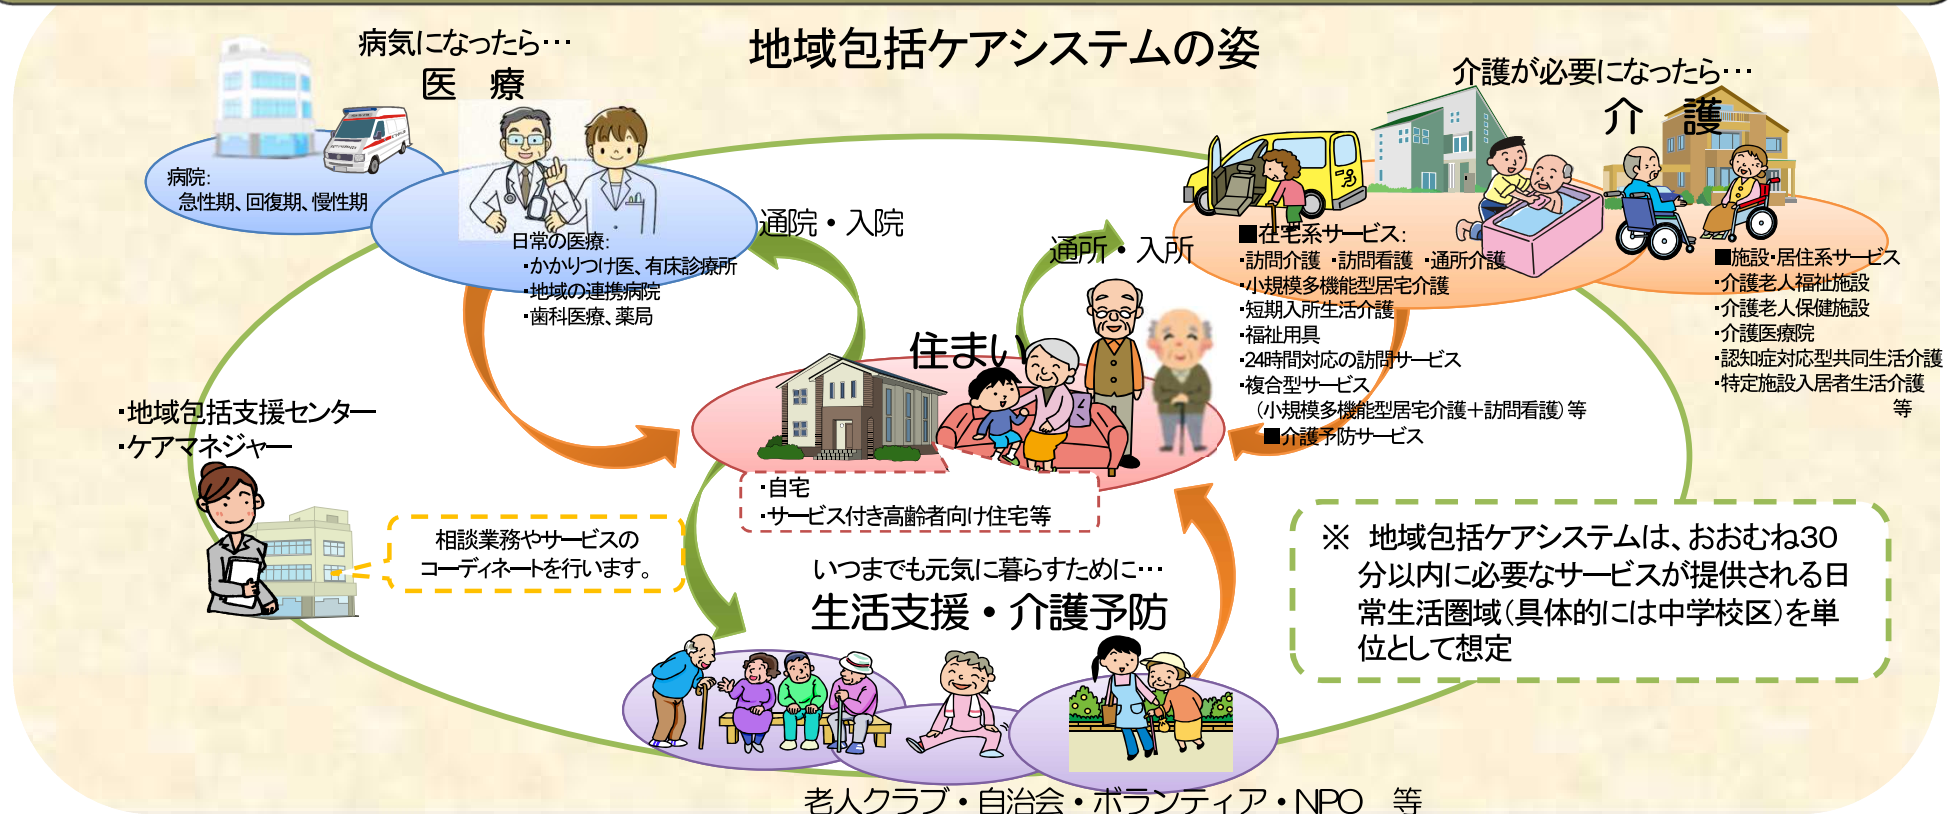 地域包括ケアシステムの姿
病気になったら･･･
医　療
病院:
急性期、回復期、慢性期
日常の医療:
・かかりつけ医、有床診療所
・地域の連携病院
・歯科医療、薬局
通院・入院
通所・入所
介護が必要になったら･･･
介　護
■在宅系サービス:
・訪問介護 ・訪問看護 ・通所介護
・小規模多機能型居宅介護
・短期入所生活介護
・福祉用具
・24時間対応の訪問サービス
・複合型サービス
（小規模多機能型居宅介護＋訪問看護）等
■介護予防サービス
■施設・居住系サービス
・介護老人福祉施設
・介護老人保健施設
・介護医療院
・認知症対応型共同生活介護
・特定施設入居者生活介護
等
住まい
・自宅
・サービス付き高齢者向け住宅等
・地域包括支援センター
・ケアマネジャー
相談業務やサービスの
コーディネートを行います。
いつまでも元気に暮らすために･･･
生活支援・介護予防
老人クラブ・自治会・ボランティア・NPO　等
※　地域包括ケアシステムは、おおむね30
分以内に必要なサービスが提供される日
常生活圏域（具体的には中学校区）を単
位として想定